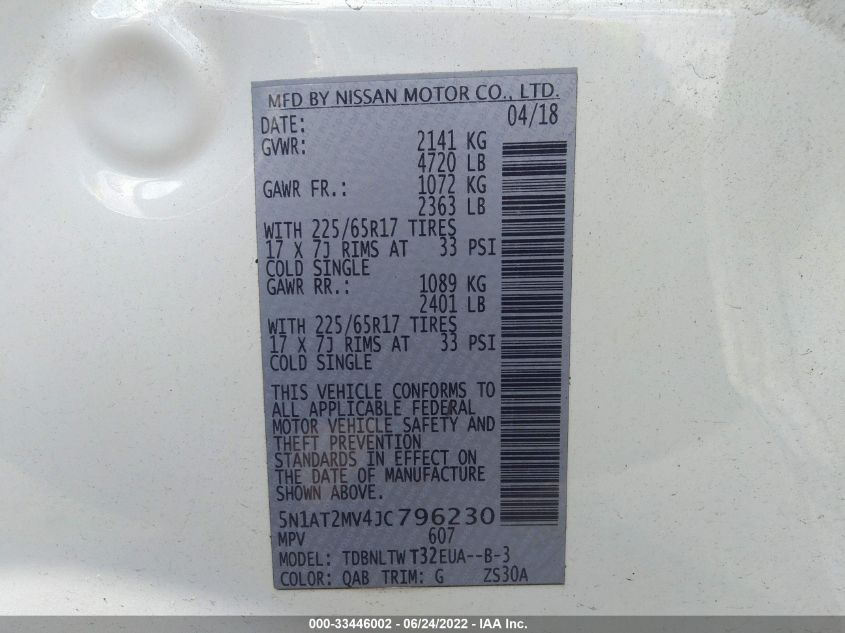 MFD BY NISSAN MOTOR CO., LTD.
DATE: 04/18
GVWR: 2141 KG
4720 LB
GAWR FR.: 1072 KG
2363 LB
WITH 225/65R17 TIRES
17 X 7J RIMS AT 33 PSI
COLD SINGLE
GAWR RR.: 1089 KG
2401 LB
WITH 225/65R17 TIRES
17 X 7J RIMS AT 33 PSI
COLD SINGLE
THIS VEHICLE CONFORMS TO
ALL APPLICABLE FEDERAL
MOTOR VEHICLE SAFETY AND
THEFT PREVENTION
STANDARDS IN EFFECT ON
THE DATE OF MANUFACTURE
SHOWN ABOVE.
5N1AT2MV4JC796230
MPV 607
MODEL: TDBNLTW T32EUA--B-3
COLOR: QAB TRIM: G ZS30A
000-33446002 - 06/24/2022 - IAA Inc.